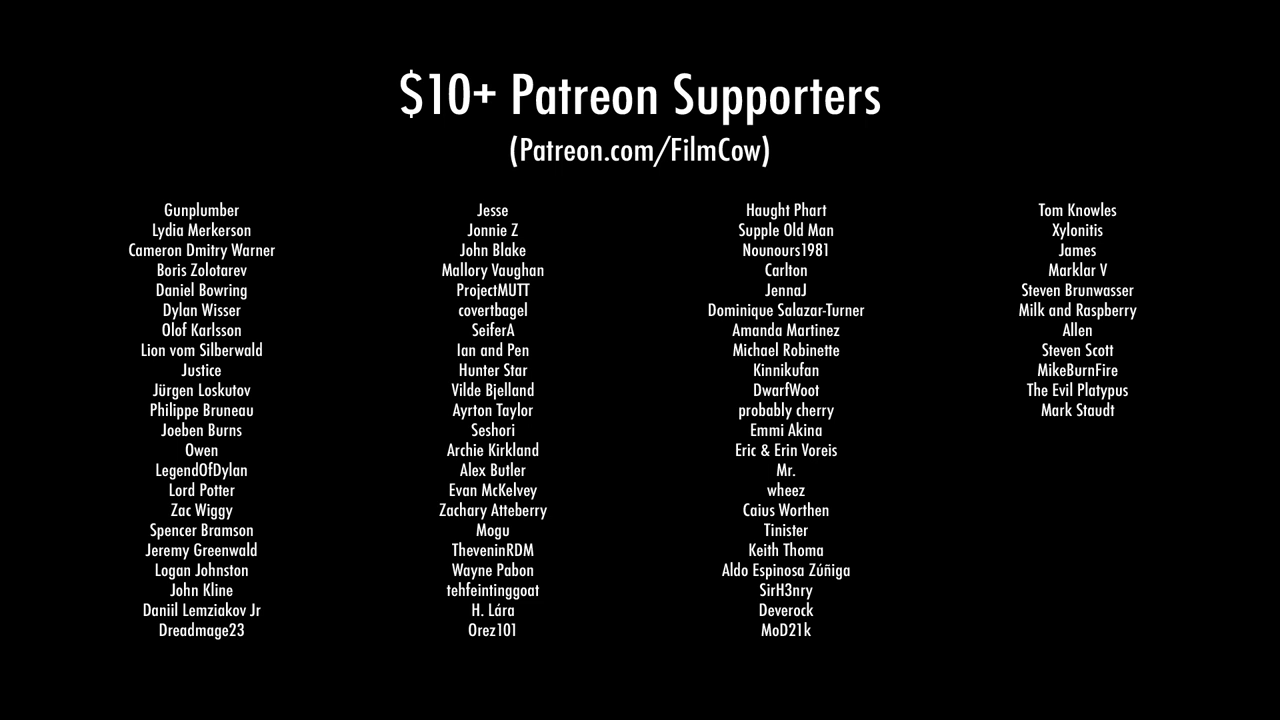 $10+ Patreon Supporters
(Patreon.com/FilmCow)
Gunplumber
Lydia Merkerson
Cameron Dmitry Warner
Boris Zolotarev
Daniel Bowring
Dylan Wisser
Olof Karlsson
Lion vom Silberwald
Justice
Jürgen Loskutov
Philippe Bruneau
Joeben Burns
Owen
LegendOfDylan
Lord Potter
Zac Wiggy
Spencer Bramson
Jeremy Greenwald
Logan Johnston
John Kline
Daniil Lemziakov Jr
Dreadmage23
Jesse
Jonnie Z
John Blake
Mallory Vaughan
ProjectMUTT
covertbagel
SeiferA
Ian and Pen
Hunter Star
Vilde Bjelland
Ayrton Taylor
Seshori
Archie Kirkland
Alex Butler
Evan McKelvey
Zachary Atteberry
Mogu
TheveninRDM
Wayne Pabon
tehfeintinggoat
H. Lára
Orez101
Haught Phart
Supple Old Man
Nounours1981
Carlton
JennaJ
Dominique Salazar-Turner
Amanda Martinez
Michael Robinette
Kinnikufan
DwarfWoot
probably cherry
Emmi Akina
Eric & Erin Voreis
Mr.
wheez
Caius Worthen
Tinister
Keith Thoma
Aldo Espinosa Zúñiga
SirH3nry
Deverock
MoD21k
Tom Knowles
Xylonitis
James
Marklar V
Steven Brunwasser
Milk and Raspberry
Allen
Steven Scott
MikeBurnFire
The Evil Platypus
Mark Staudt